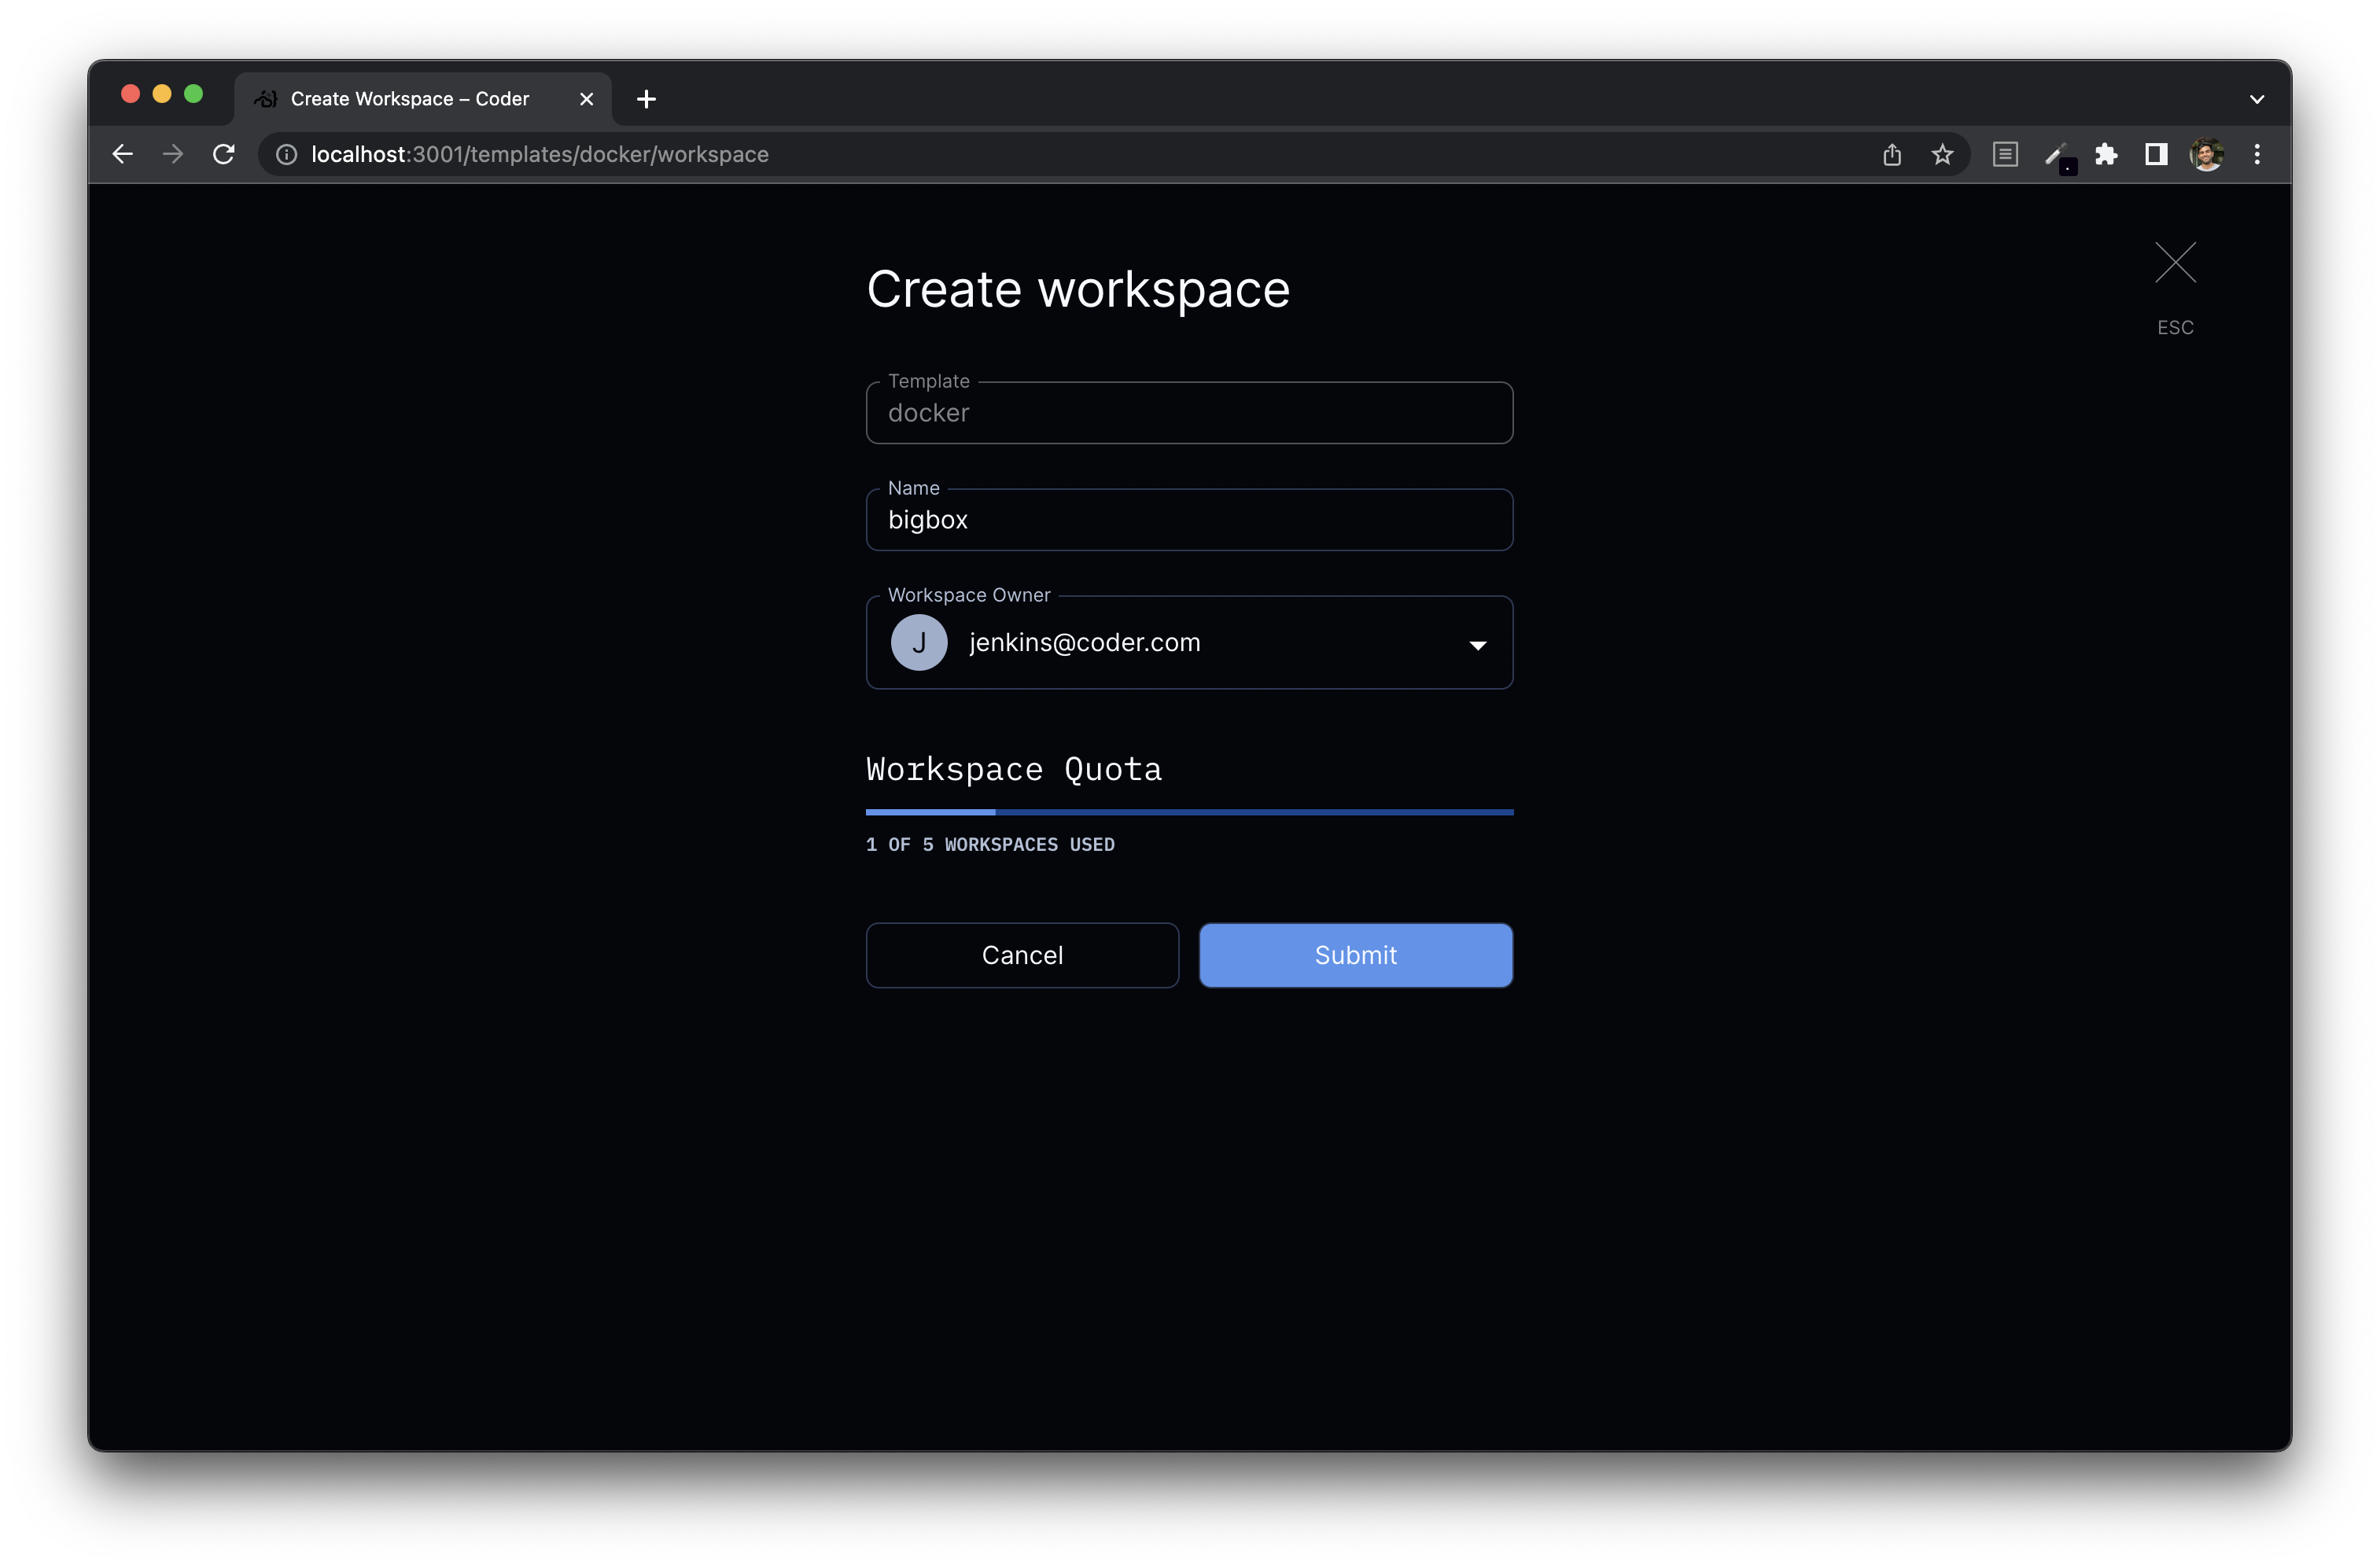 Create Workspace – Coder
localhost:3001/templates/docker/workspace
Create workspace
ESC
Template
docker
Name
bigbox
Workspace Owner
J
jenkins@coder.com
Workspace Quota
1 OF 5 WORKSPACES USED
Cancel
Submit